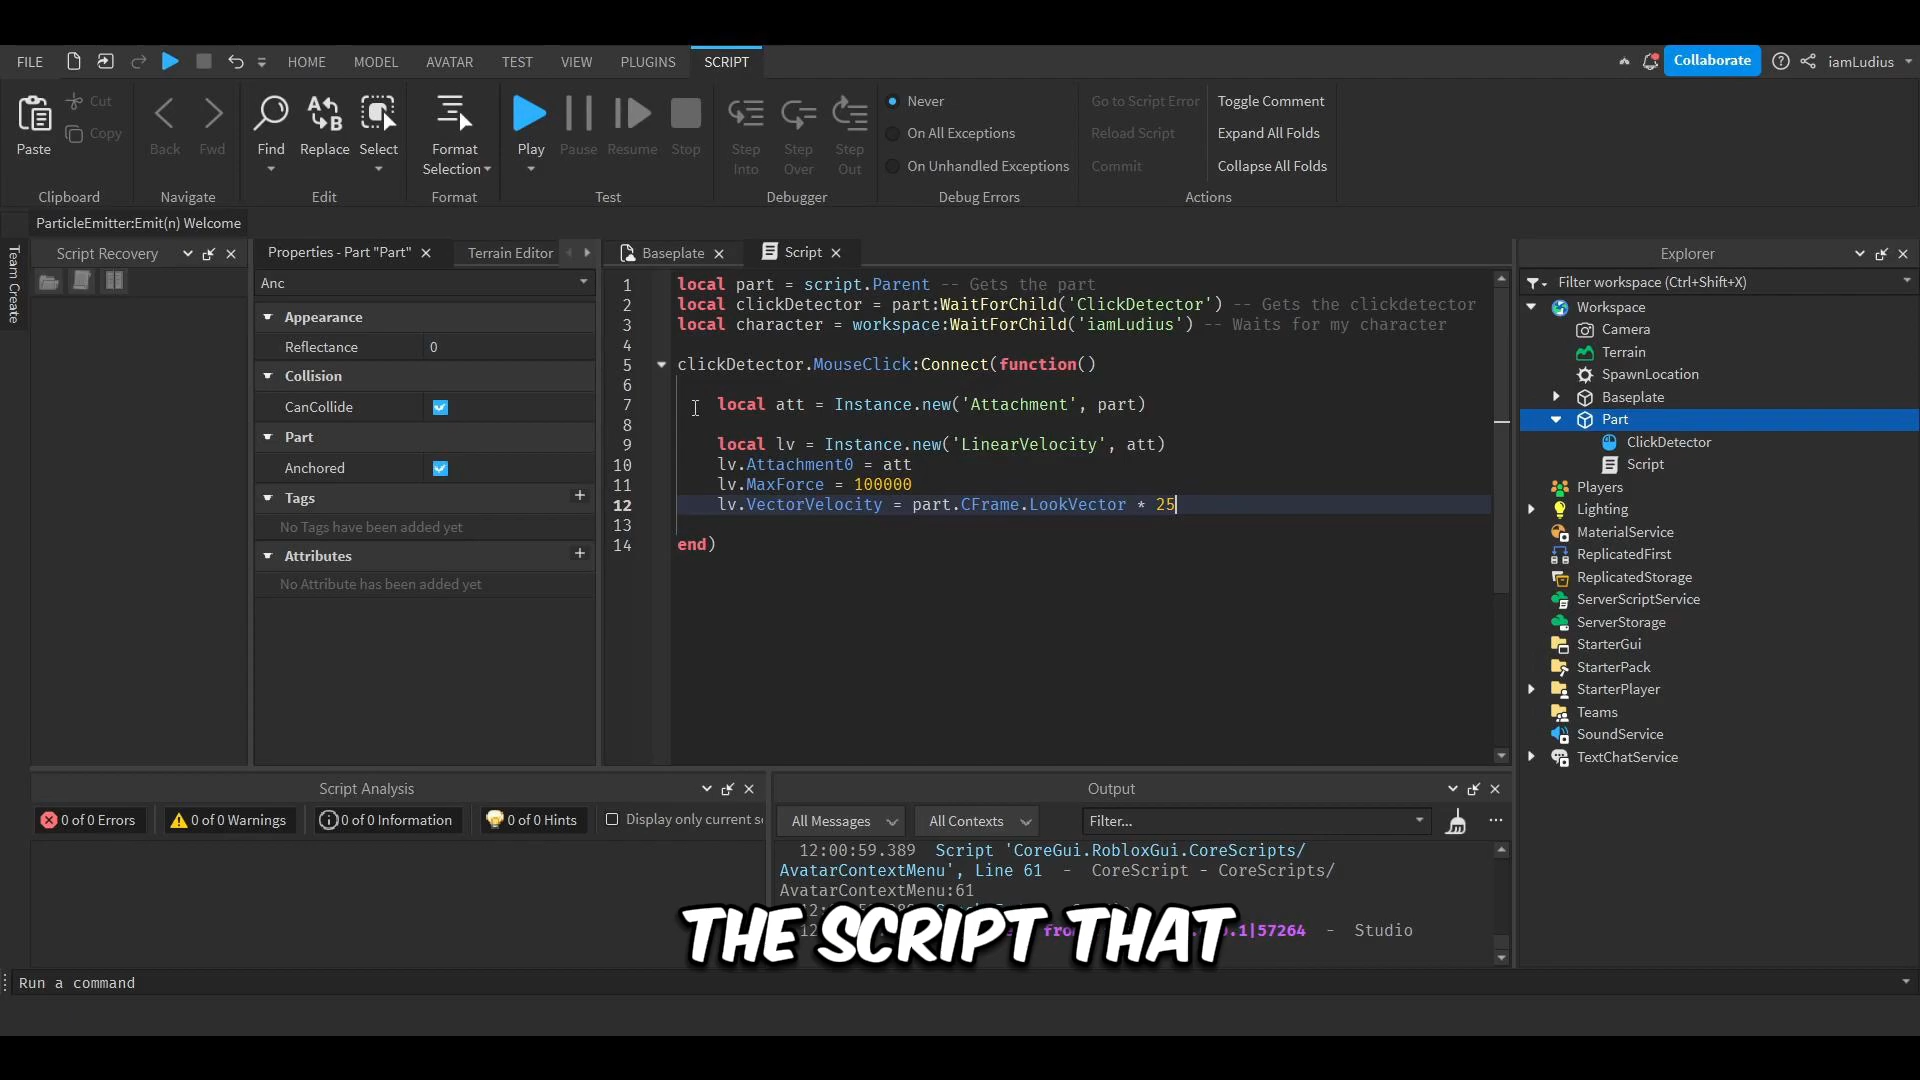 FILE HOME MODEL AVATAR TEST VIEW PLUGINS SCRIPT Collaborate iamLudius
Paste Cut Copy
Back Fwd
Find Replace Select
Format Selection
Play Pause Resume Stop
Step Into Step Over Step Out
Never
On All Exceptions
On Unhandled Exceptions
Go to Script Error
Reload Script
Commit
Toggle Comment
Expand All Folds
Collapse All Folds
Clipboard Navigate Edit Format Test Debugger Debug Errors Actions
ParticleEmitter:Emit(n) Welcome
Team Create
Script Recovery
Properties - Part "Part" Terrain Editor
Anc
Appearance
Reflectance 0
Collision
CanCollide
Part
Anchored
Tags
No Tags have been added yet
Attributes
No Attribute has been added yet
Baseplate Script
1 local part = script.Parent -- Gets the part
2 local clickDetector = part:WaitForChild('ClickDetector') -- Gets the clickdetector
3 local character = workspace:WaitForChild('iamLudius') -- Waits for my character
4
5 clickDetector.MouseClick:Connect(function()
6
7 local att = Instance.new('Attachment', part)
8
9 local lv = Instance.new('LinearVelocity', att)
10 lv.Attachment0 = att
11 lv.MaxForce = 100000
12 lv.VectorVelocity = part.CFrame.LookVector * 25
13
14 end)
Explorer
Filter workspace (Ctrl+Shift+X)
Workspace
Camera
Terrain
SpawnLocation
Baseplate
Part
ClickDetector
Script
Players
Lighting
MaterialService
ReplicatedFirst
ReplicatedStorage
ServerScriptService
ServerStorage
StarterGui
StarterPack
StarterPlayer
Teams
SoundService
TextChatService
Script Analysis
0 of 0 Errors 0 of 0 Warnings 0 of 0 Information 0 of 0 Hints Display only current s
Output
All Messages All Contexts Filter...
12:00:59.389 Script 'CoreGui.RobloxGui.CoreScripts/
AvatarContextMenu', Line 61 - CoreScript - CoreScripts/
AvatarContextMenu:61
1|57264 - Studio
THE SCRIPT THAT
Run a command